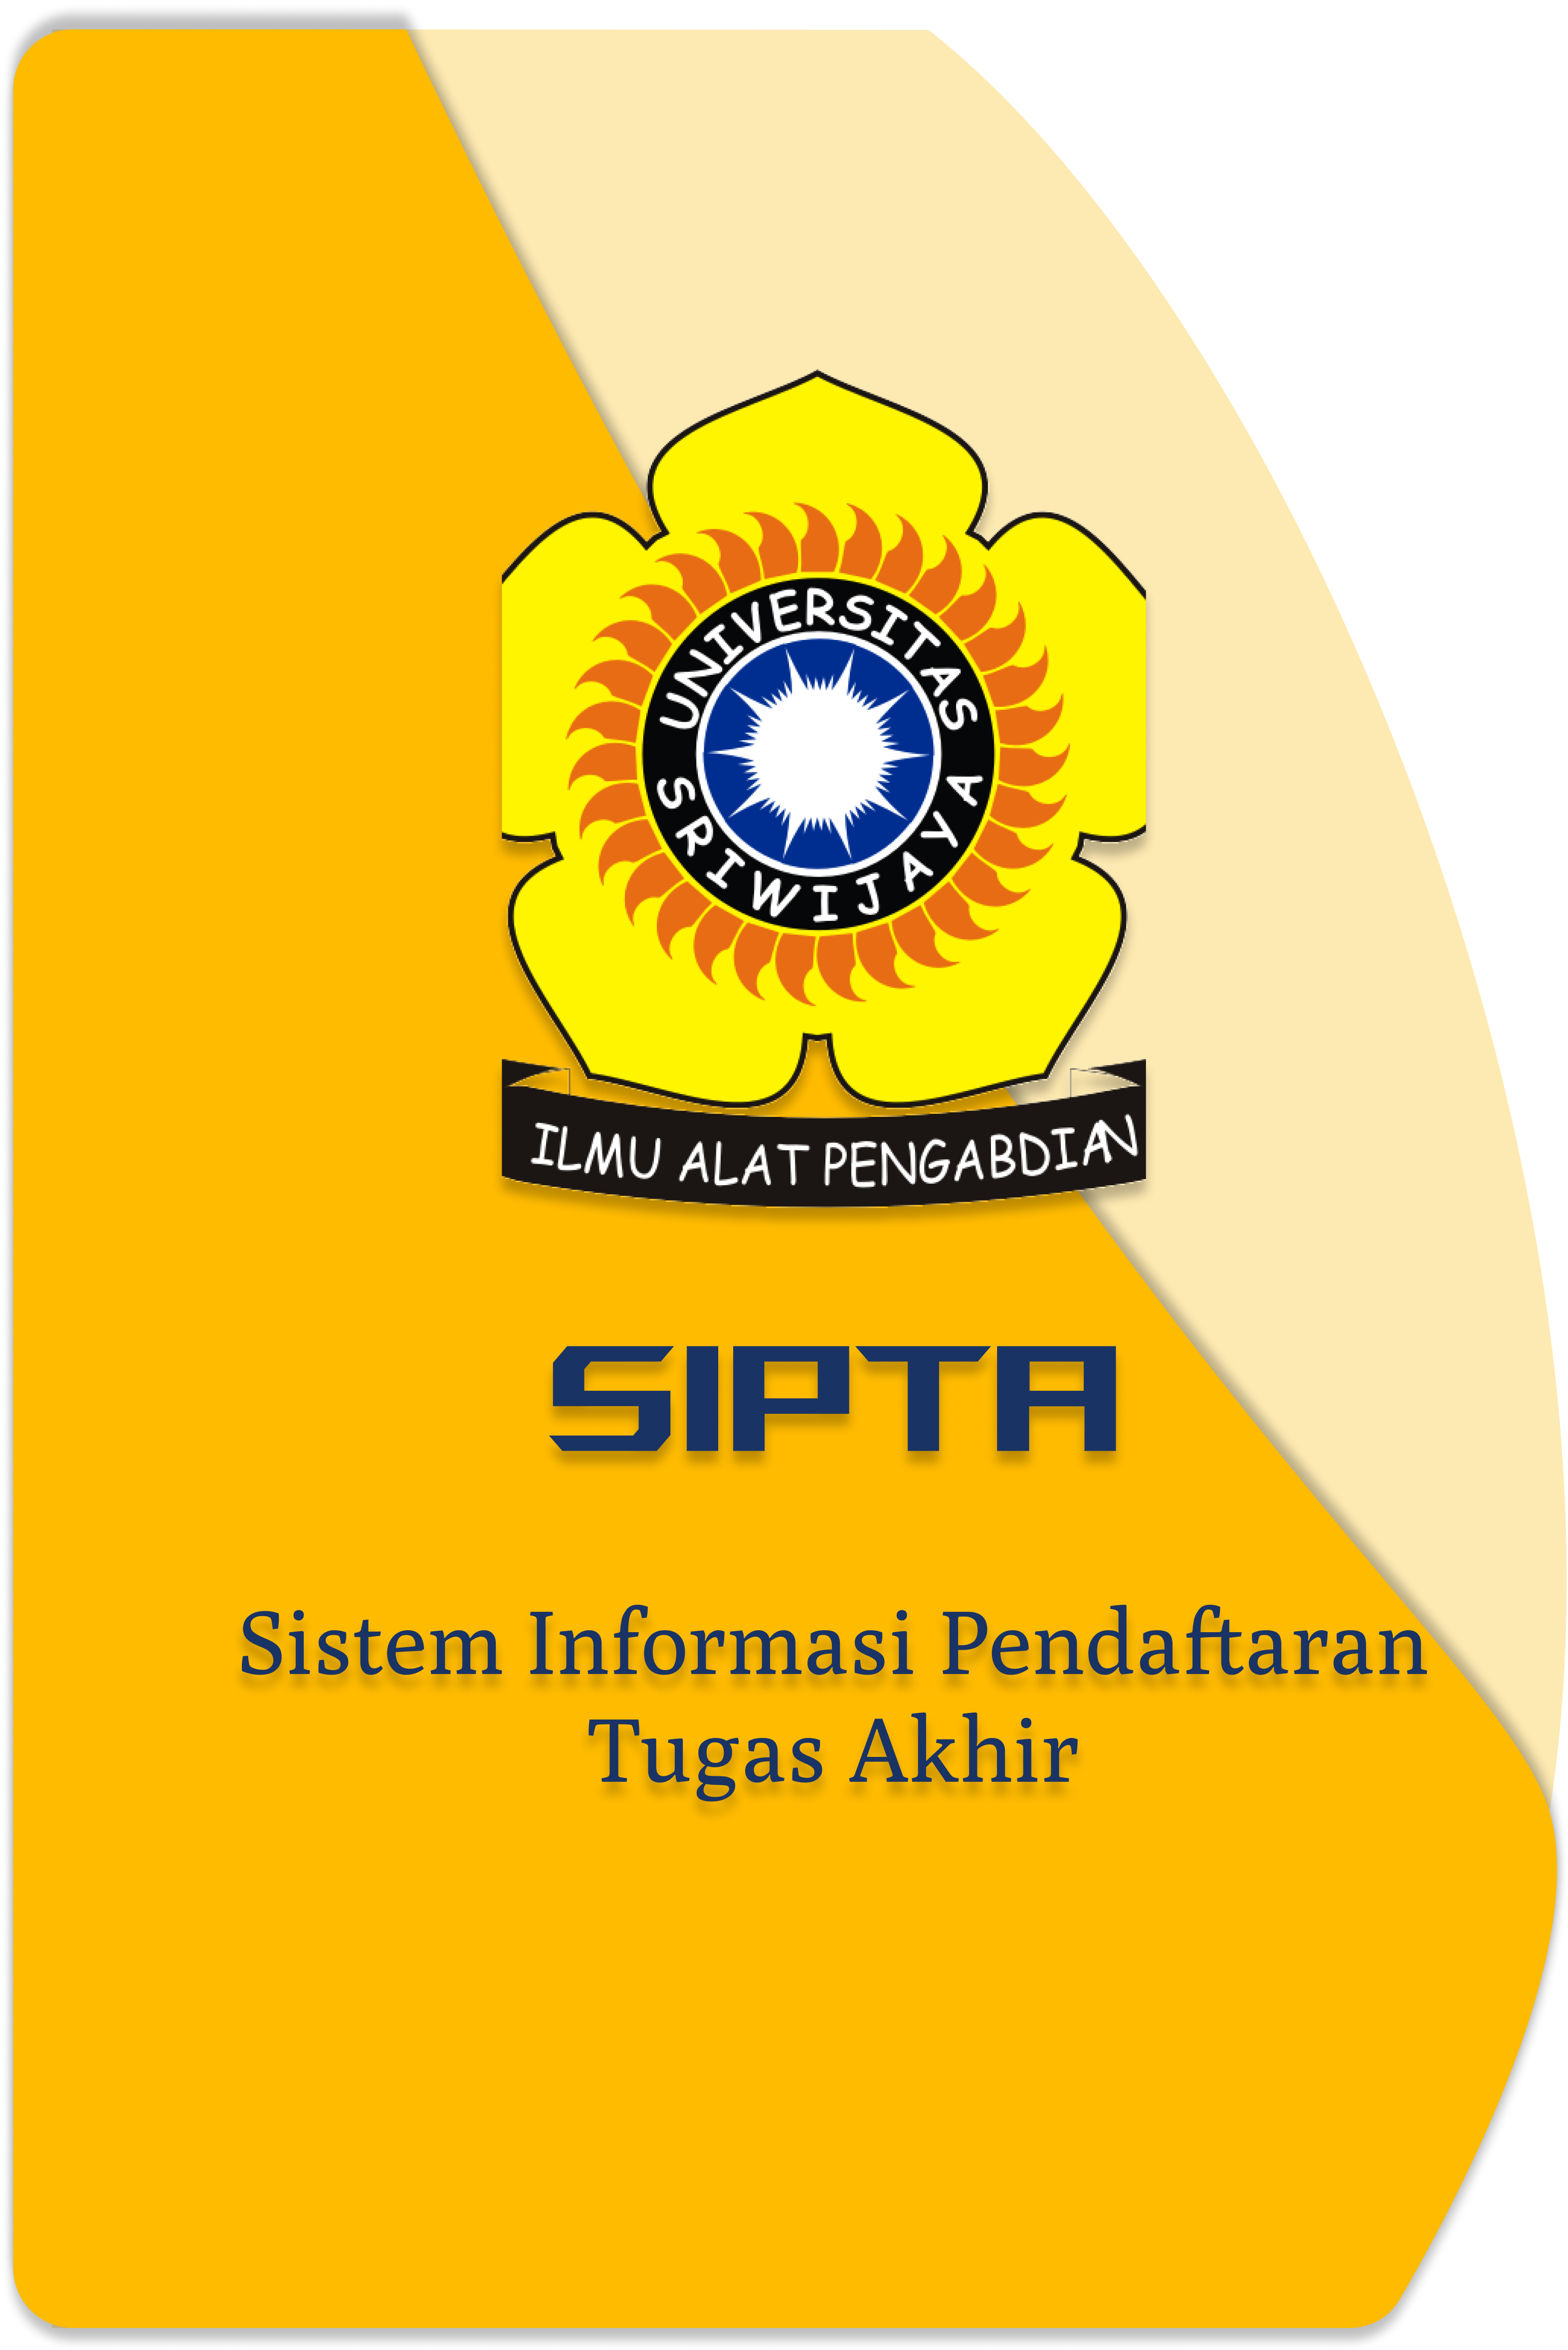 UNIVERSITAS
SRIWIJAYA
ILMU ALAT PENGABDIAN
SIPTA
Sistem Informasi Pendaftaran
Tugas Akhir